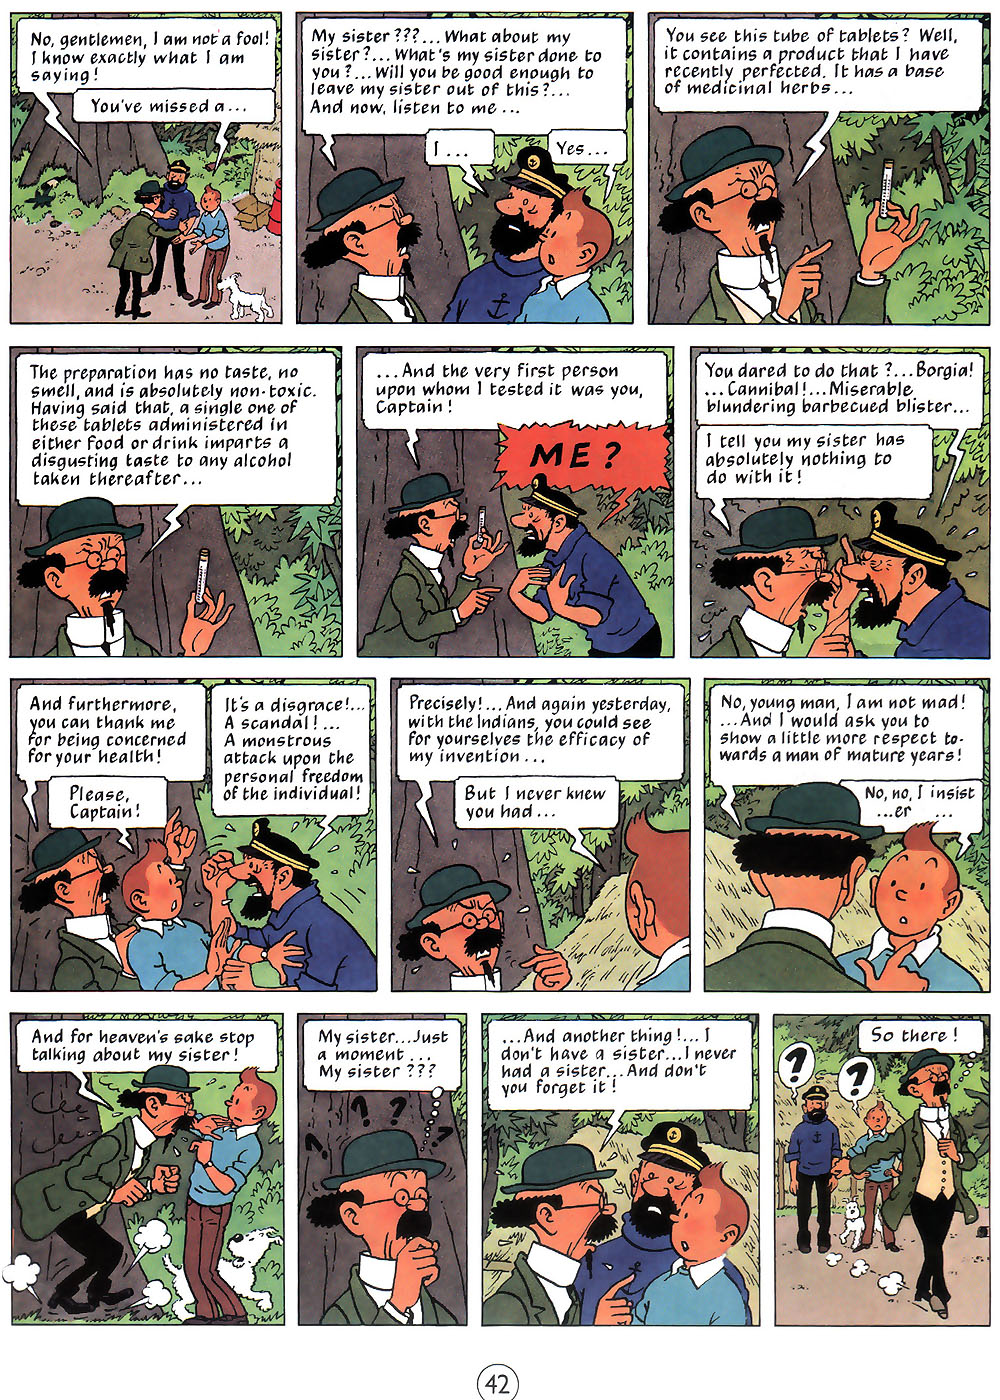 No, gentlemen, I am not a fool!
I know exactly what I am
saying!
You've missed a...
My sister???... What about my
sister?... What's my sister done to
you?... Will you be good enough to
leave my sister out of this?...
And now, listen to me...
I...
Yes...
You see this tube of tablets? Well,
it contains a product that I have
recently perfected. It has a base
of medicinal herbs...
The preparation has no taste, no
smell, and is absolutely non-toxic.
Having said that, a single one of
these tablets administered in
either food or drink imparts a
disgusting taste to any alcohol
taken thereafter...
...And the very first person
upon whom I tested it was you,
Captain!
ME?
You dared to do that?...Borgia!
...Cannibal!...Miserable
blundering barbecued blister...
I tell you my sister has
absolutely nothing to
do with it!
And furthermore,
you can thank me
for being concerned
for your health!
Please,
Captain!
It's a disgrace!...
A scandal!...
A monstrous
attack upon the
personal freedom
of the individual!
Precisely!...And again yesterday,
with the Indians, you could see
for yourselves the efficacy of
my invention...
But I never knew
you had...
No, young man, I am not mad!
...And I would ask you to
show a little more respect to-
wards a man of mature years!
No, no, I insist
...er ...
And for heaven's sake stop
talking about my sister!
My sister...Just
a moment...
My sister???
? ? ? ?
...And another thing!... I
don't have a sister...I never
had a sister...And don't
you forget it!
So there!
?
?
42